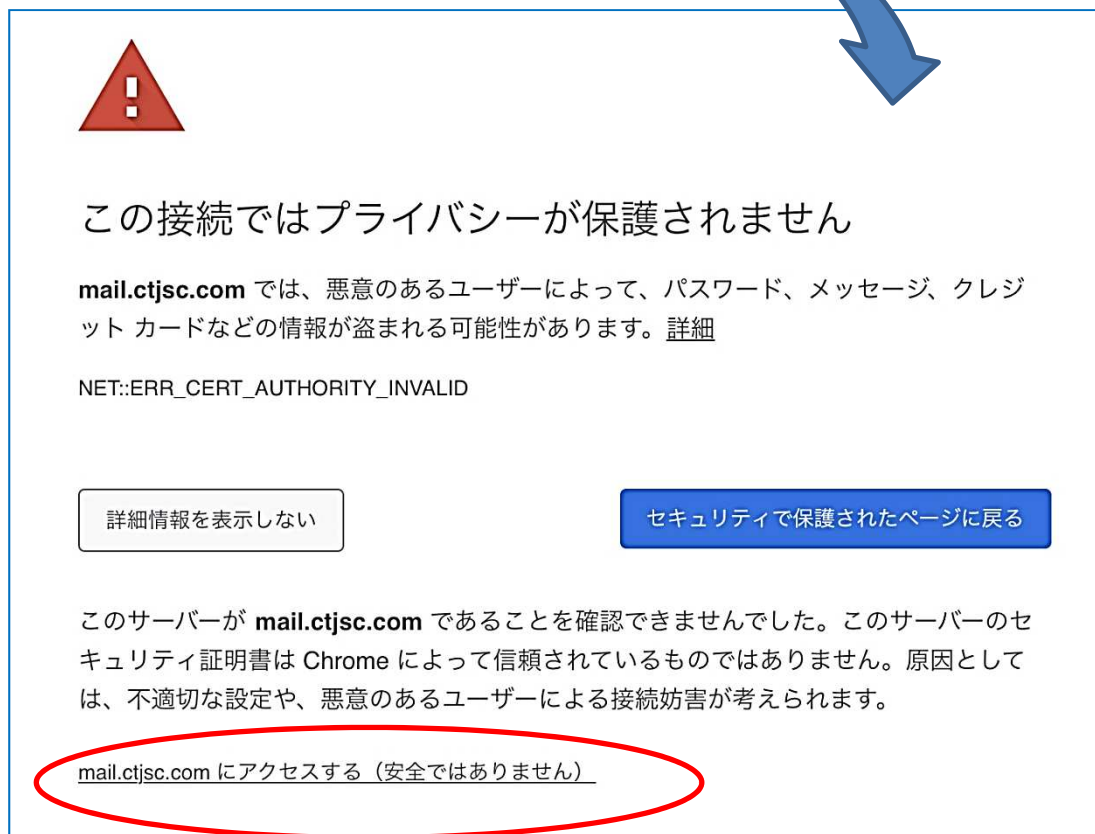 この接続ではプライバシーが保護されません
mail.ctjsc.com では、悪意のあるユーザーによって、パスワード、メッセージ、クレジ
ット カードなどの情報が盗まれる可能性があります。詳細
NET::ERR_CERT_AUTHORITY_INVALID
詳細情報を表示しない
セキュリティで保護されたページに戻る
このサーバーが mail.ctjsc.com であることを確認できませんでした。このサーバーのセ
キュリティ証明書は Chrome によって信頼されているものではありません。原因として
は、不適切な設定や、悪意のあるユーザーによる接続妨害が考えられます。
mail.ctjsc.com にアクセスする（安全ではありません）